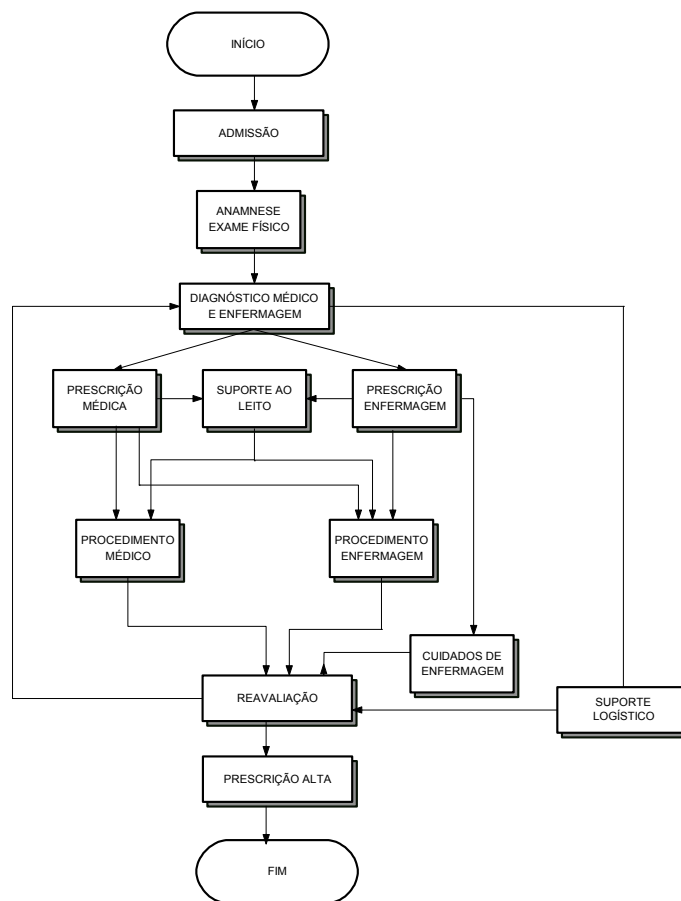 INÍCIO
ADMISSÃO
ANAMNESE
EXAME FÍSICO
DIAGNÓSTICO MÉDICO
E ENFERMAGEM
PRESCRIÇÃO
MÉDICA
SUPORTE AO
LEITO
PRESCRIÇÃO
ENFERMAGEM
PROCEDIMENTO
MÉDICO
PROCEDIMENTO
ENFERMAGEM
CUIDADOS DE
ENFERMAGEM
REAVALIAÇÃO
SUPORTE
LOGÍSTICO
PRESCRIÇÃO ALTA
FIM